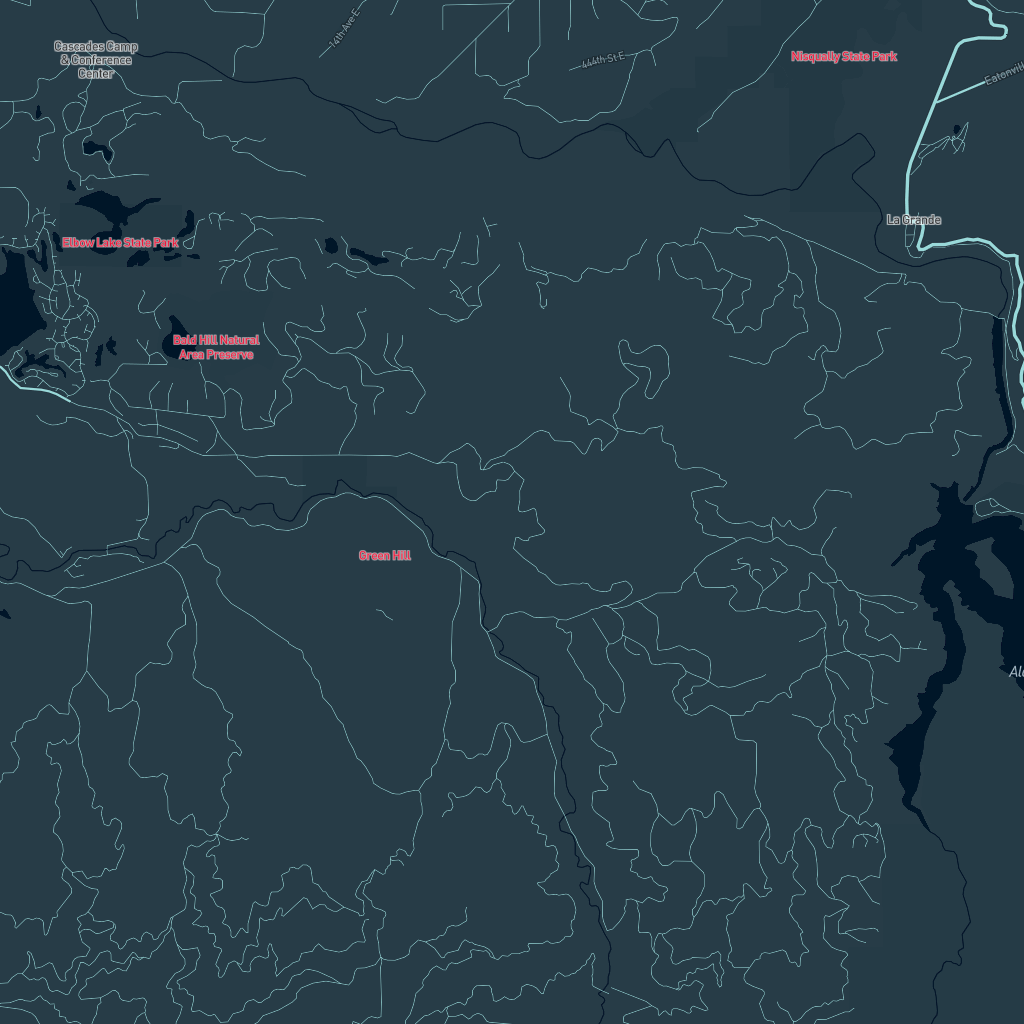 14th Ave E
Cascades Camp
& Conference
Center
444th St E
Nisqually State Park
Eatonvil
La Grande
Elbow Lake State Park
Bald Hill Natural
Area Preserve
Green Hill
Al